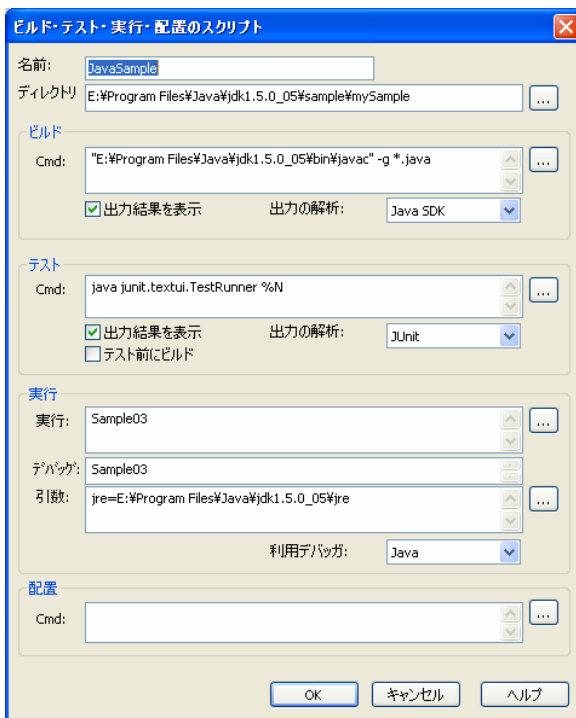 ビルド・テスト・実行・配置のスクリプト
名前: JavaSample
ディレクトリ E:¥Program Files¥Java¥jdk1.5.0_05¥sample¥mySample ...
ビルド
Cmd: "E:¥Program Files¥Java¥jdk1.5.0_05¥bin¥javac" -g *.java ...
出力結果を表示 出力の解析: Java SDK
テスト
Cmd: java junit.textui.TestRunner %N ...
出力結果を表示 出力の解析: JUnit
テスト前にビルド
実行
実行: Sample03 ...
デバッグ: Sample03
引数: jre=E:¥Program Files¥Java¥jdk1.5.0_05¥jre ...
利用デバッガ: Java
配置
Cmd: ...
OK キャンセル ヘルプ